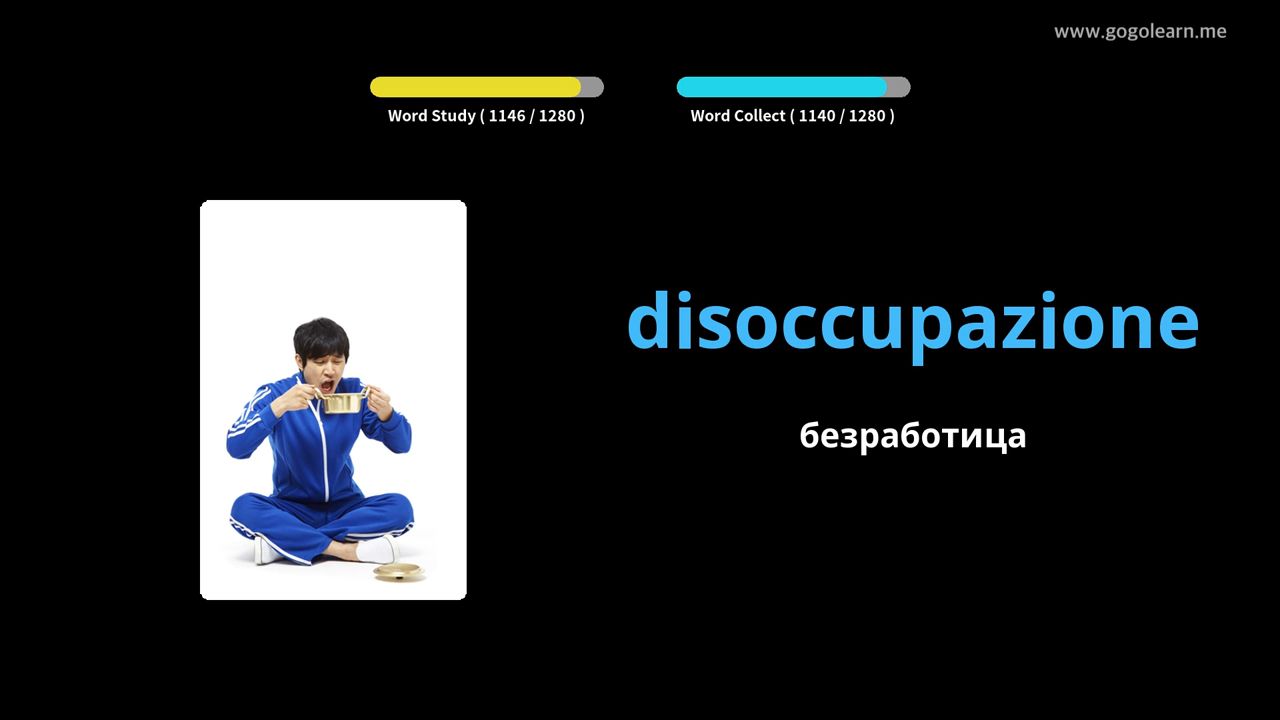 www.gogolearn.me
Word Study ( 1146 / 1280 )
Word Collect ( 1140 / 1280 )
disoccupazione
безработица